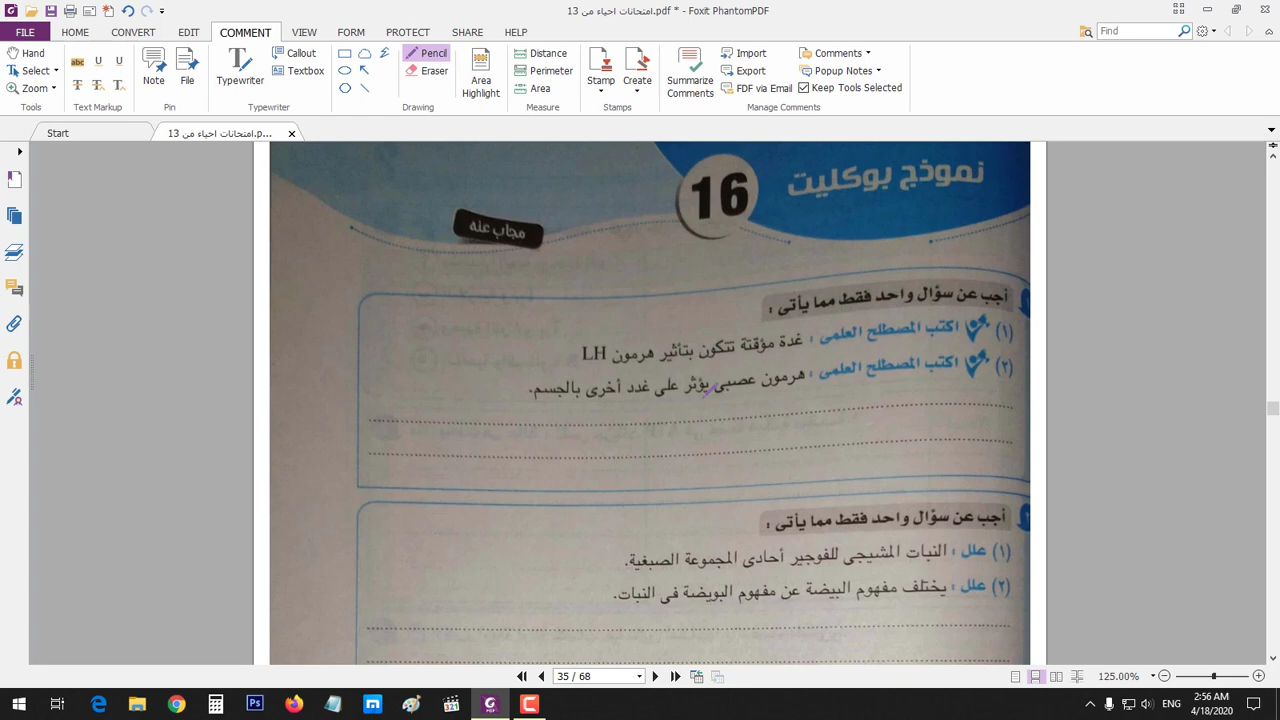 امتحانات احياء من 13.pdf * - Foxit PhantomPDF
FILE HOME CONVERT EDIT COMMENT VIEW FORM PROTECT SHARE HELP Find
Hand
Select
Zoom
Tools
Text Markup
Note
File
Pin
Typewriter
Callout
Textbox
Typewriter
Pencil
Eraser
Drawing
Area Highlight
Distance
Perimeter
Area
Measure
Stamp
Create
Stamps
Summarize Comments
Import
Export
FDF via Email
Comments
Popup Notes
Keep Tools Selected
Manage Comments
Start
امتحانات احياء من 13.p...
نموذج بوكليت
16
مجاب عنه
أجب عن سؤال واحد فقط مما يأتى :
(١) اكتب المصطلح العلمى : غدة مؤقتة تتكون بتأثير هرمون LH
(٢) اكتب المصطلح العلمى : هرمون عصبى يؤثر على غدد أخرى بالجسم.
أجب عن سؤال واحد فقط مما يأتى :
(١) علل : النبات المشيجى للفوجير أحادى المجموعة الصبغية.
(٢) علل : يختلف مفهوم البيضة عن مفهوم البويضة فى النبات.
35 / 68
125.00%
ENG
2:56 AM
4/18/2020